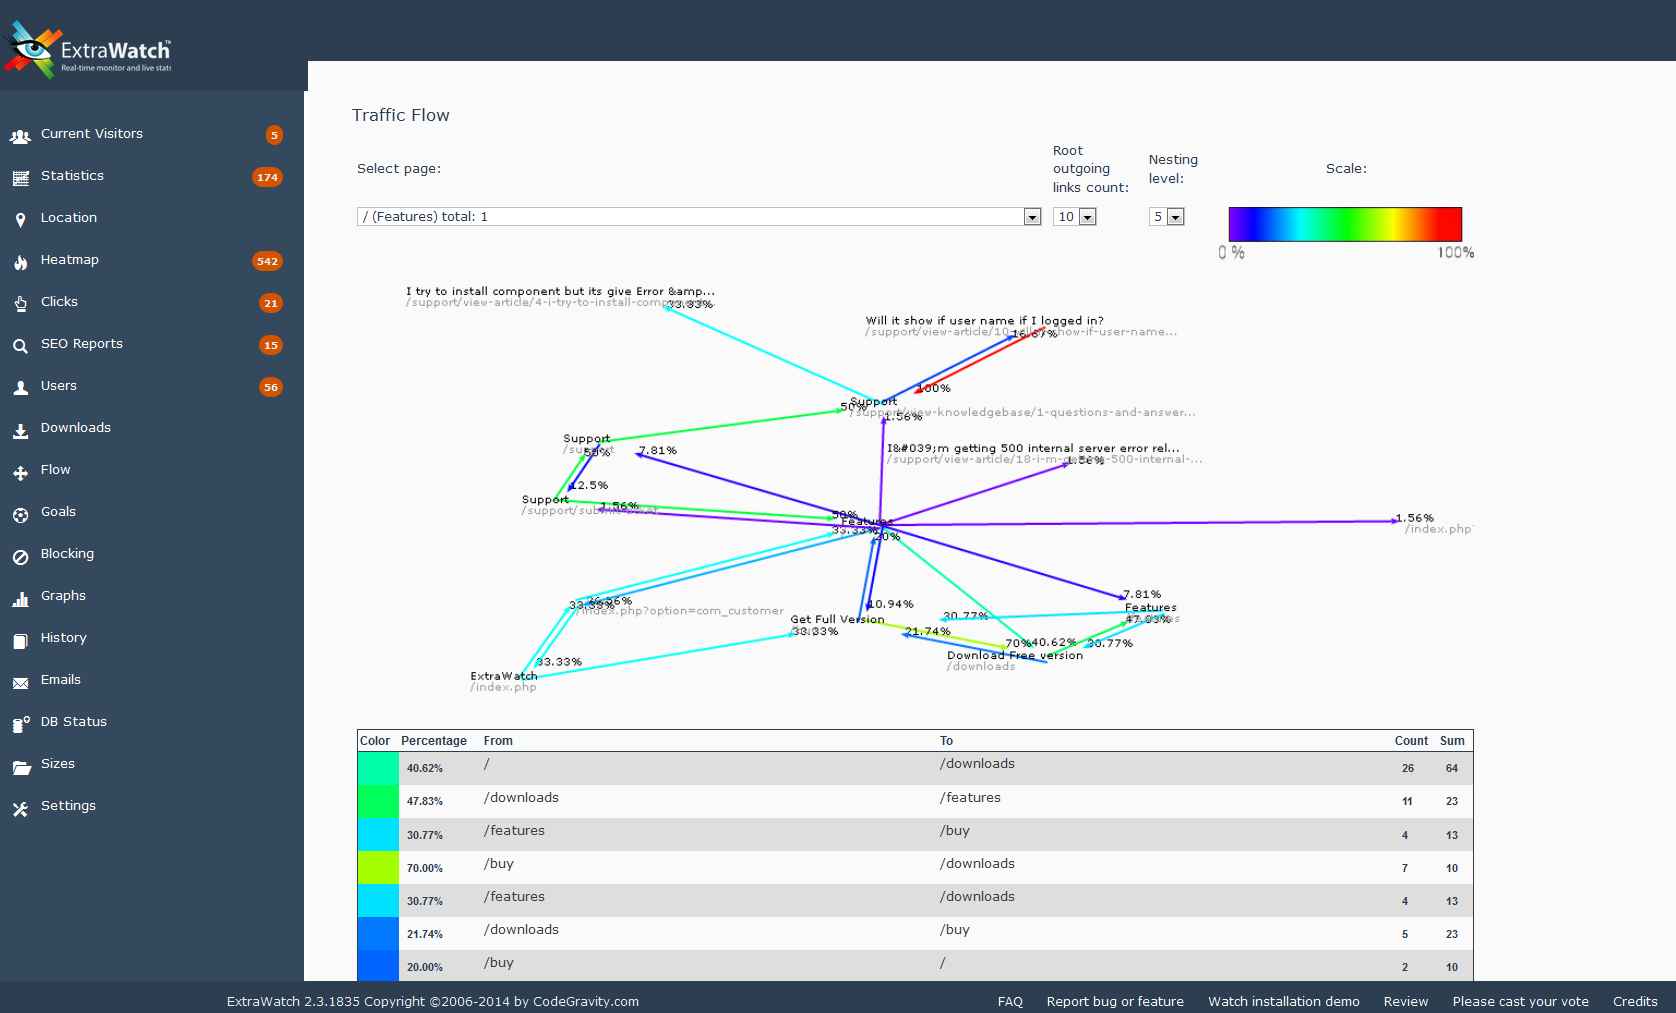 ExtraWatch™
Real-time monitor and live stats
Current Visitors 5
Statistics 174
Location
Heatmap 542
Clicks 21
SEO Reports 15
Users 56
Downloads
Flow
Goals
Blocking
Graphs
History
Emails
DB Status
Sizes
Settings
Traffic Flow
Select page:
Root
outgoing
links count:
Nesting
level:
Scale:
/ (Features) total: 1
10
5
0 %
100%
I try to install component but its give Error &amp...
/support/view-article/4-i-try-to-install-comp
33.33%
Will it show if user name if I logged in?
/support/view-article/10-will-it-show-if-user-name...
16.67%
100%
Support
50%
/support/view-knowledgebase/1-questions-and-answer...
1.56%
Support
/support
50%
7.81%
I&#039;m getting 500 internal server error rel...
/support/view-article/18-i-m-getting-500-internal-...
1.56%
12.5%
Support
1.56%
50%
Features
33.33%
20%
1.56%
/index.php
7.81%
Features
47.83%
26.56%
33.33%
/index.php?option=com_customer
10.94%
Get Full Version
33.33%
30.77%
21.74%
70%
40.62%
30.77%
Download Free version
/downloads
33.33%
ExtraWatch
/index.php
Color Percentage From To Count Sum
40.62% / /downloads 26 64
47.83% /downloads /features 11 23
30.77% /features /buy 4 13
70.00% /buy /downloads 7 10
30.77% /features /downloads 4 13
21.74% /downloads /buy 5 23
20.00% /buy / 2 10
ExtraWatch 2.3.1835 Copyright ©2006-2014 by CodeGravity.com
FAQ Report bug or feature Watch installation demo Review Please cast your vote Credits